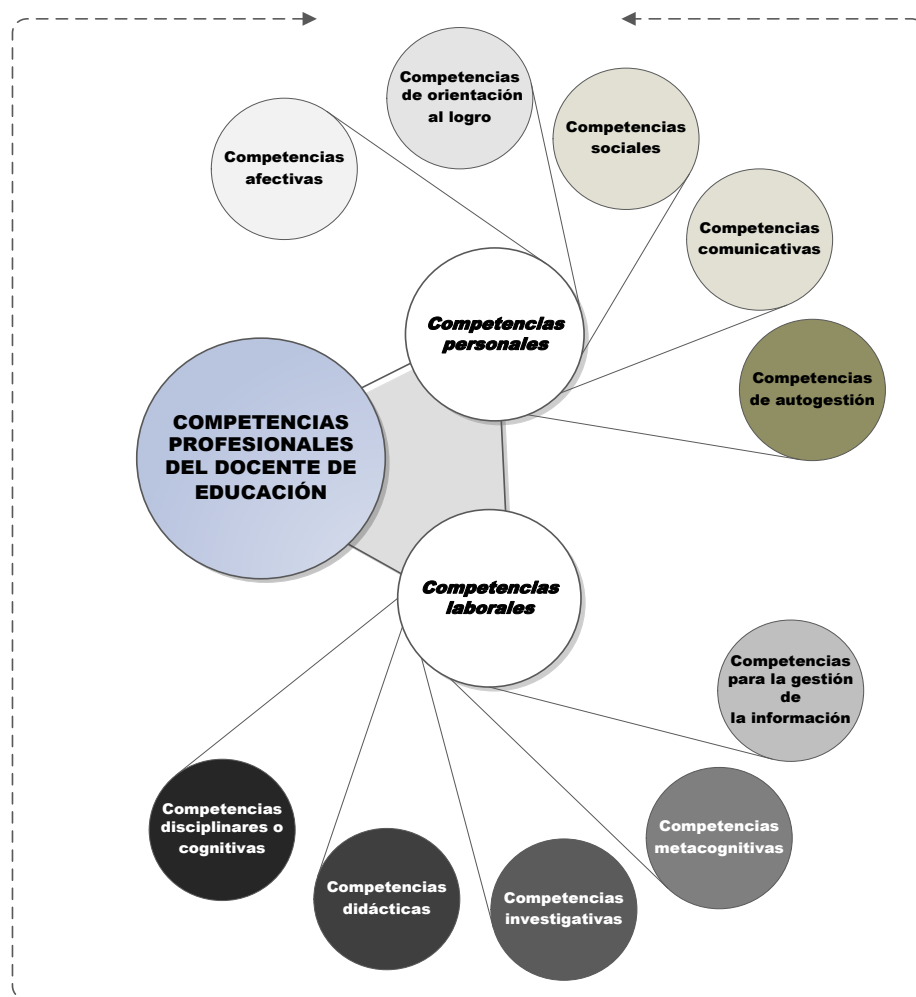 Competencias
de orientación
al logro
Competencias
sociales
Competencias
afectivas
Competencias
comunicativas
Competencias
personales
Competencias
de autogestión
COMPETENCIAS
PROFESIONALES
DEL DOCENTE DE
EDUCACIÓN
Competencias
laborales
Competencias
para la gestión
de
la información
Competencias
disciplinares o
cognitivas
Competencias
metacognitivas
Competencias
didácticas
Competencias
investigativas